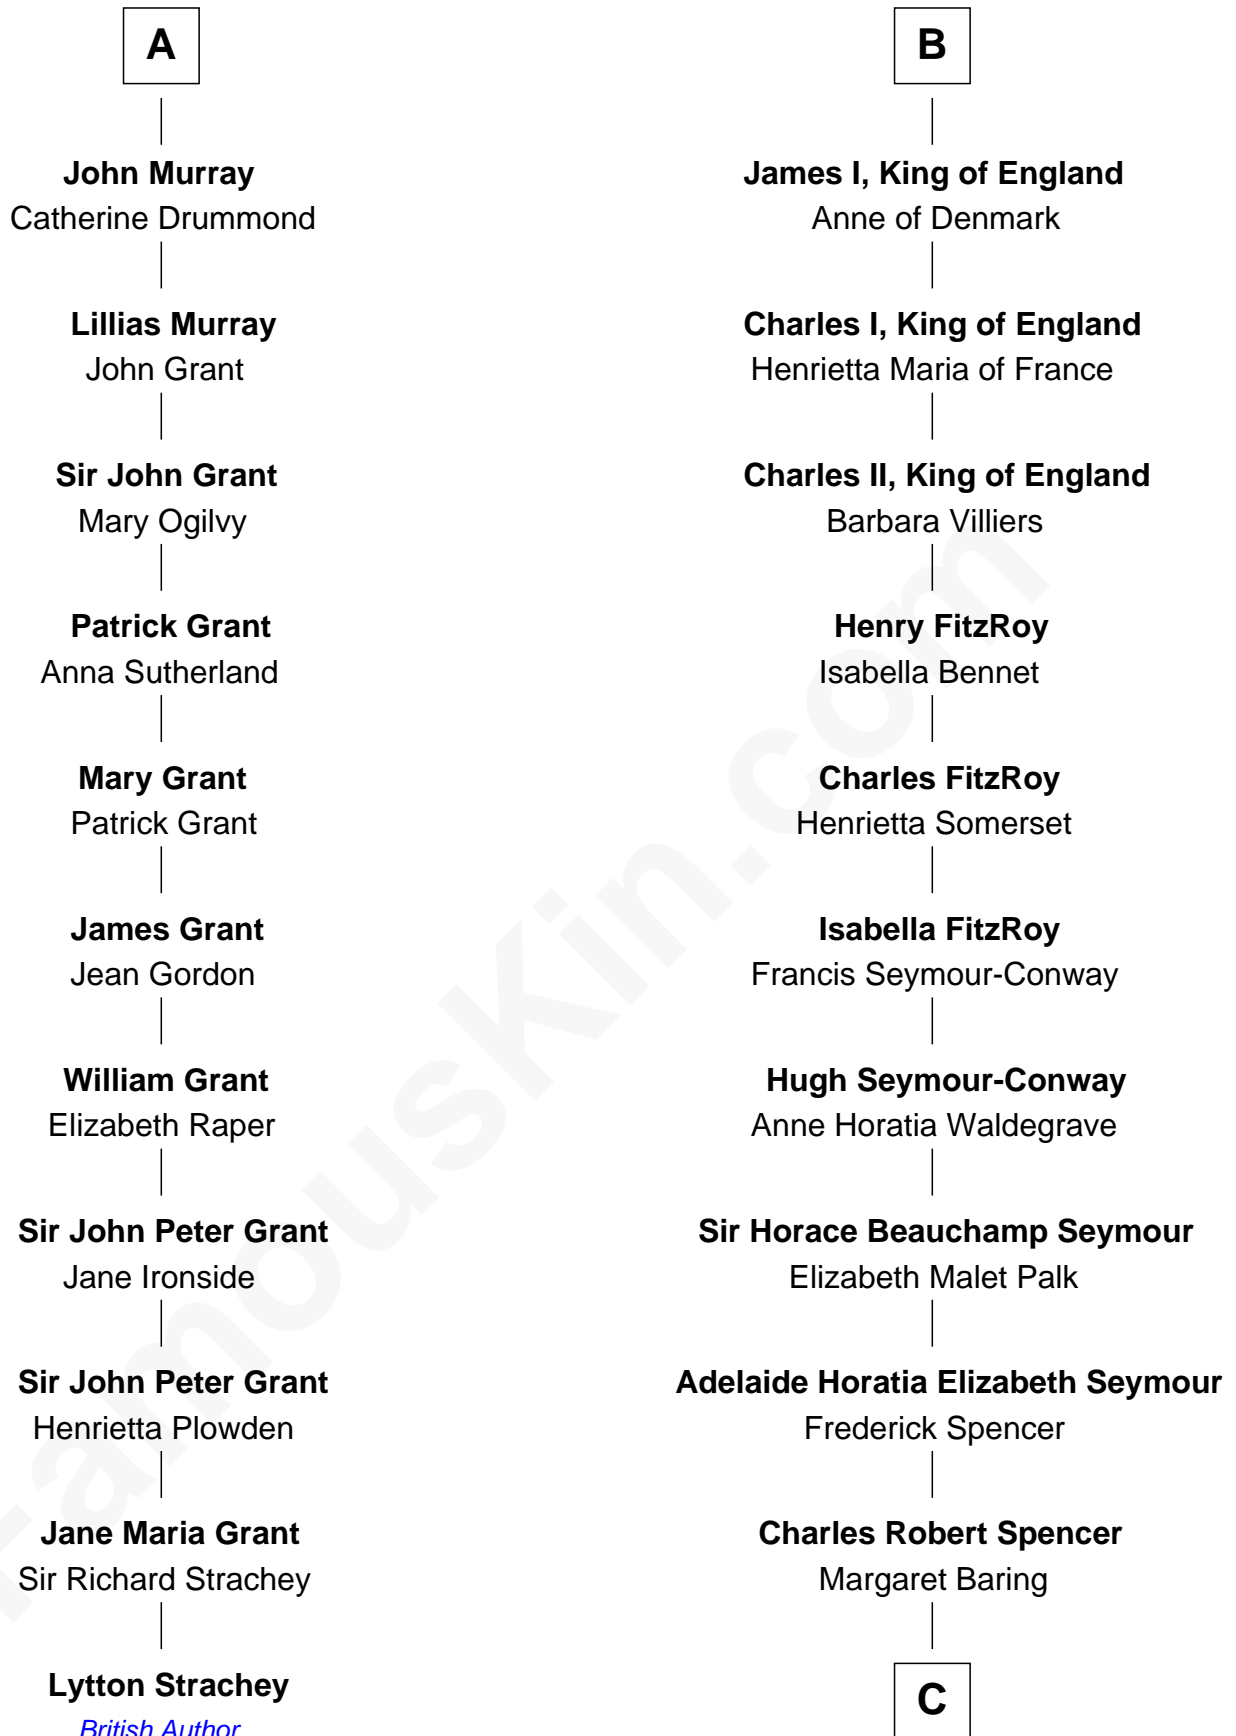 A
John Murray
Catherine Drummond
Lillias Murray
John Grant
Sir John Grant
Mary Ogilvy
Patrick Grant
Anna Sutherland
Mary Grant
Patrick Grant
James Grant
Jean Gordon
William Grant
Elizabeth Raper
Sir John Peter Grant
Jane Ironside
Sir John Peter Grant
Henrietta Plowden
Jane Maria Grant
Sir Richard Strachey
Lytton Strachey
British Author
B
James I, King of England
Anne of Denmark
Charles I, King of England
Henrietta Maria of France
Charles II, King of England
Barbara Villiers
Henry FitzRoy
Isabella Bennet
Charles FitzRoy
Henrietta Somerset
Isabella FitzRoy
Francis Seymour-Conway
Hugh Seymour-Conway
Anne Horatia Waldegrave
Sir Horace Beauchamp Seymour
Elizabeth Malet Palk
Adelaide Horatia Elizabeth Seymour
Frederick Spencer
Charles Robert Spencer
Margaret Baring
C
FamousKin.com